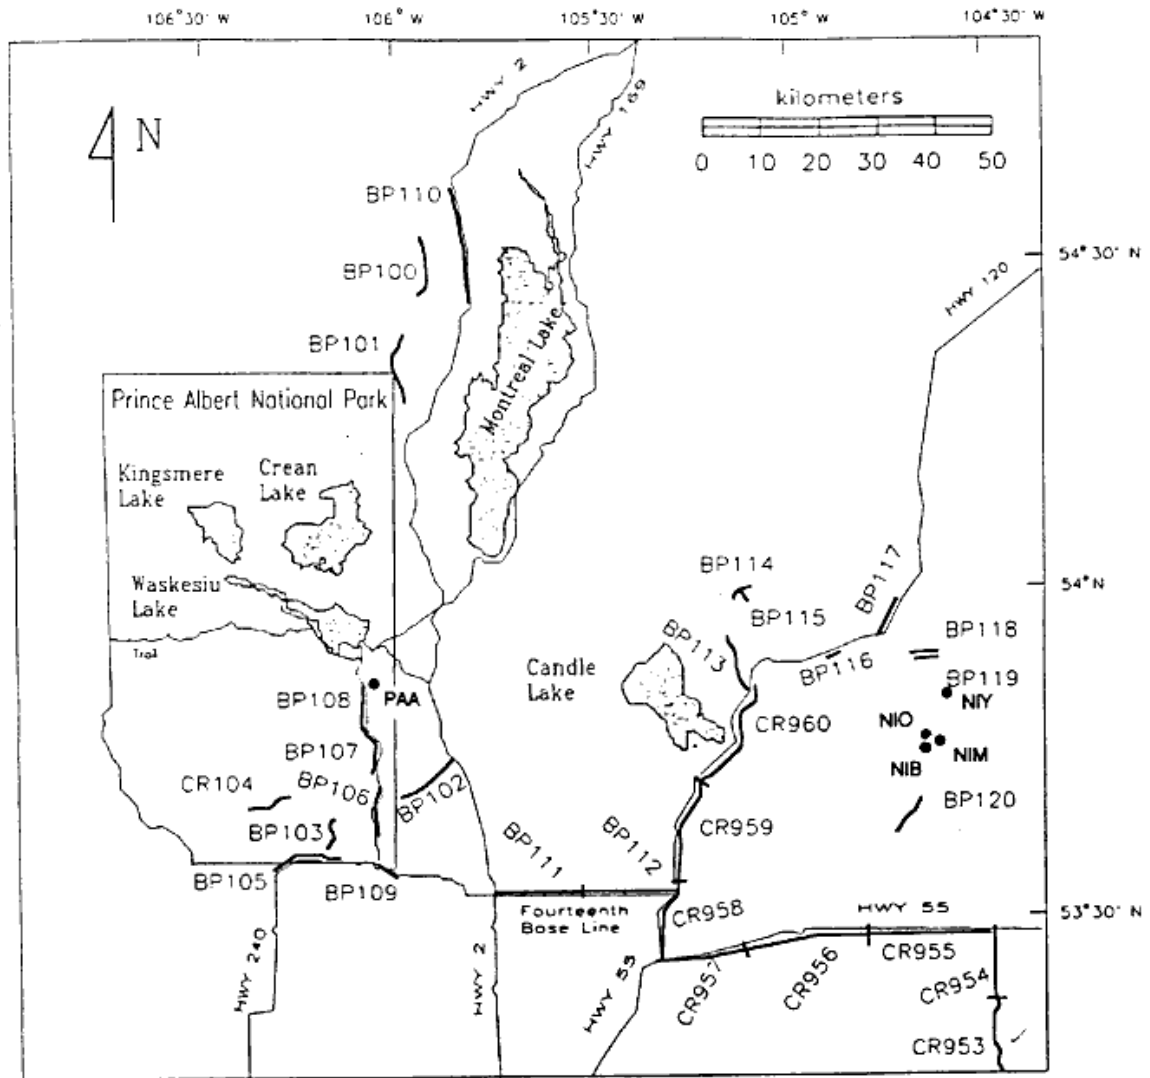 106°30' W
106° W
105°30' W
105° W
104°30' W
HWY 2
HWY 169
kilometers
0 10 20 30 40 50
N
BP110
BP100
54°30' N
HWY 120
BP101
Montreal Lake
Prince Albert National Park
Kingsmere
Lake
Crean
Lake
Waskesiu
Lake
Trail
BP114
BP115
BP117
54°N
BP113
BP116
BP118
BP119
Candle
Lake
BP108
PAA
NIY
CR960
NIO
NIM
NIB
BP107
CR104
BP106
BP102
BP120
BP103
CR959
BP105
BP109
BP111
BP112
Fourteenth
Base Line
CR958
HWY 55
53°30' N
HWY 240
HWY 2
HWY 55
CR957
CR956
CR955
CR954
CR953